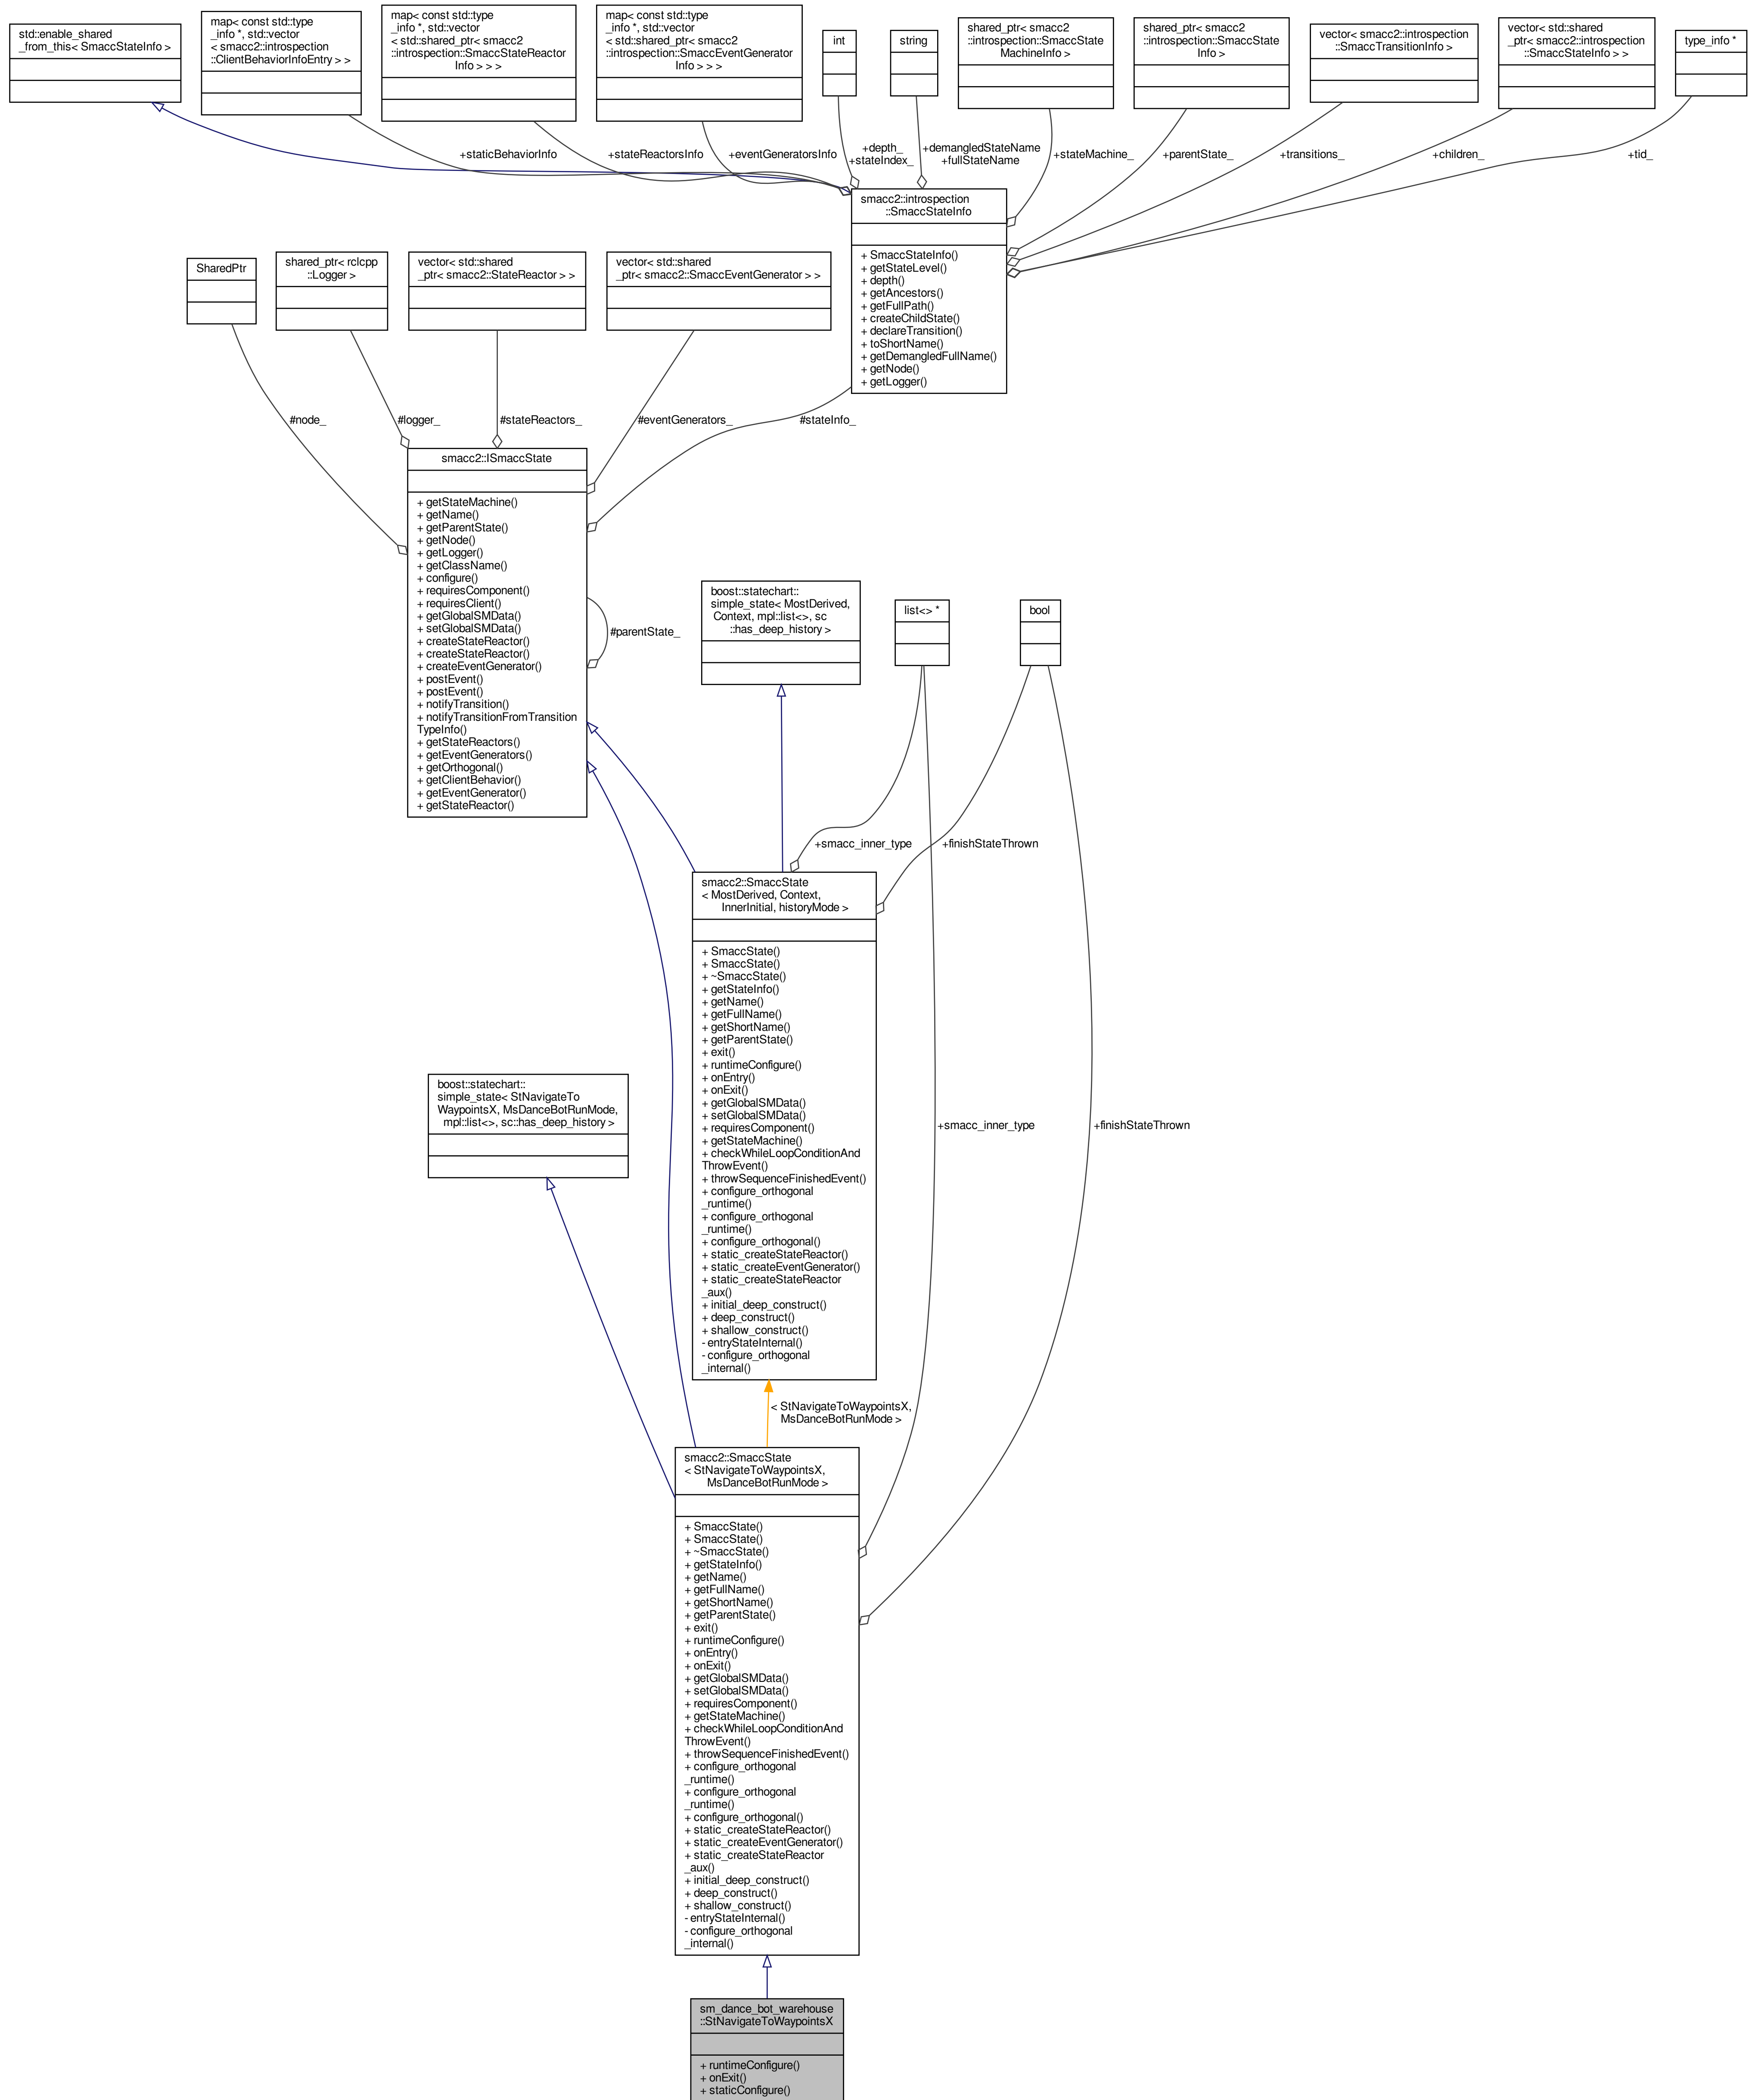 std::enable_shared
_from_this< SmaccStateInfo >
map< const std::type
_info *, std::vector
< smacc2::introspection
::ClientBehaviorInfoEntry > >
map< const std::type
_info *, std::vector
< std::shared_ptr< smacc2
::introspection::SmaccStateReactor
Info > > >
map< const std::type
_info *, std::vector
< std::shared_ptr< smacc2
::introspection::SmaccEventGenerator
Info > > >
int
string
shared_ptr< smacc2
::introspection::SmaccState
MachineInfo >
shared_ptr< smacc2
::introspection::SmaccState
Info >
vector< smacc2::introspection
::SmaccTransitionInfo >
vector< std::shared
_ptr< smacc2::introspection
::SmaccStateInfo > >
type_info *
+staticBehaviorInfo
+stateReactorsInfo
+eventGeneratorsInfo
+depth_
+stateIndex_
+demangledStateName
+fullStateName
+stateMachine_
+parentState_
+transitions_
+children_
+tid_
smacc2::introspection
::SmaccStateInfo
+ SmaccStateInfo()
+ getStateLevel()
+ depth()
+ getAncestors()
+ getFullPath()
+ createChildState()
+ declareTransition()
+ toShortName()
+ getDemangledFullName()
+ getNode()
+ getLogger()
SharedPtr
shared_ptr< rclcpp
::Logger >
vector< std::shared
_ptr< smacc2::StateReactor > >
vector< std::shared
_ptr< smacc2::SmaccEventGenerator > >
#node_
#logger_
#stateReactors_
#eventGenerators_
#stateInfo_
smacc2::ISmaccState
+ getStateMachine()
+ getName()
+ getParentState()
+ getNode()
+ getLogger()
+ getClassName()
+ configure()
+ requiresComponent()
+ requiresClient()
+ getGlobalSMData()
+ setGlobalSMData()
+ createStateReactor()
+ createStateReactor()
+ createEventGenerator()
+ postEvent()
+ postEvent()
+ notifyTransition()
+ notifyTransitionFromTransition
TypeInfo()
+ getStateReactors()
+ getEventGenerators()
+ getOrthogonal()
+ getClientBehavior()
+ getEventGenerator()
+ getStateReactor()
#parentState_
boost::statechart::
simple_state< MostDerived,
Context, mpl::list<>, sc
::has_deep_history >
list<> *
bool
+smacc_inner_type
+finishStateThrown
smacc2::SmaccState
< MostDerived, Context,
InnerInitial, historyMode >
+ SmaccState()
+ SmaccState()
+ ~SmaccState()
+ getStateInfo()
+ getName()
+ getFullName()
+ getShortName()
+ getParentState()
+ exit()
+ runtimeConfigure()
+ onEntry()
+ onExit()
+ getGlobalSMData()
+ setGlobalSMData()
+ requiresComponent()
+ getStateMachine()
+ checkWhileLoopConditionAnd
ThrowEvent()
+ throwSequenceFinishedEvent()
+ configure_orthogonal
_runtime()
+ configure_orthogonal
_runtime()
+ configure_orthogonal()
+ static_createStateReactor()
+ static_createEventGenerator()
+ static_createStateReactor
_aux()
+ initial_deep_construct()
+ deep_construct()
+ shallow_construct()
- entryStateInternal()
- configure_orthogonal
_internal()
boost::statechart::
simple_state< StNavigateTo
WaypointsX, MsDanceBotRunMode,
mpl::list<>, sc::has_deep_history >
+smacc_inner_type
+finishStateThrown
< StNavigateToWaypointsX,
MsDanceBotRunMode >
smacc2::SmaccState
< StNavigateToWaypointsX,
MsDanceBotRunMode >
+ SmaccState()
+ SmaccState()
+ ~SmaccState()
+ getStateInfo()
+ getName()
+ getFullName()
+ getShortName()
+ getParentState()
+ exit()
+ runtimeConfigure()
+ onEntry()
+ onExit()
+ getGlobalSMData()
+ setGlobalSMData()
+ requiresComponent()
+ getStateMachine()
+ checkWhileLoopConditionAnd
ThrowEvent()
+ throwSequenceFinishedEvent()
+ configure_orthogonal
_runtime()
+ configure_orthogonal
_runtime()
+ configure_orthogonal()
+ static_createStateReactor()
+ static_createEventGenerator()
+ static_createStateReactor
_aux()
+ initial_deep_construct()
+ deep_construct()
+ shallow_construct()
- entryStateInternal()
- configure_orthogonal
_internal()
sm_dance_bot_warehouse
::StNavigateToWaypointsX
+ runtimeConfigure()
+ onExit()
+ staticConfigure()